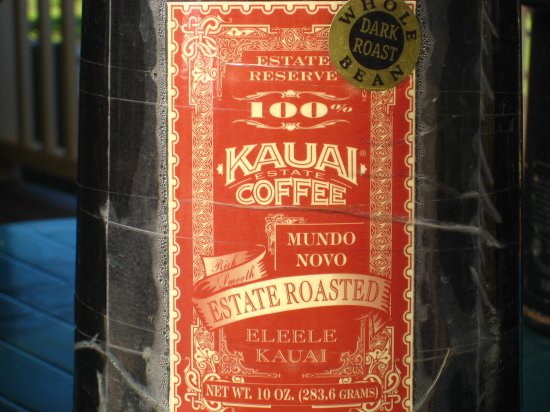 WHOLE
DARK
ROAST
BEAN
ESTATE
RESERVE
100%
KAUAI®
ESTATE
COFFEE
MUNDO
NOVO
Rich
Smooth
ESTATE ROASTED
ELEELE
KAUAI
NET WT. 10 OZ. (283.6 GRAMS)